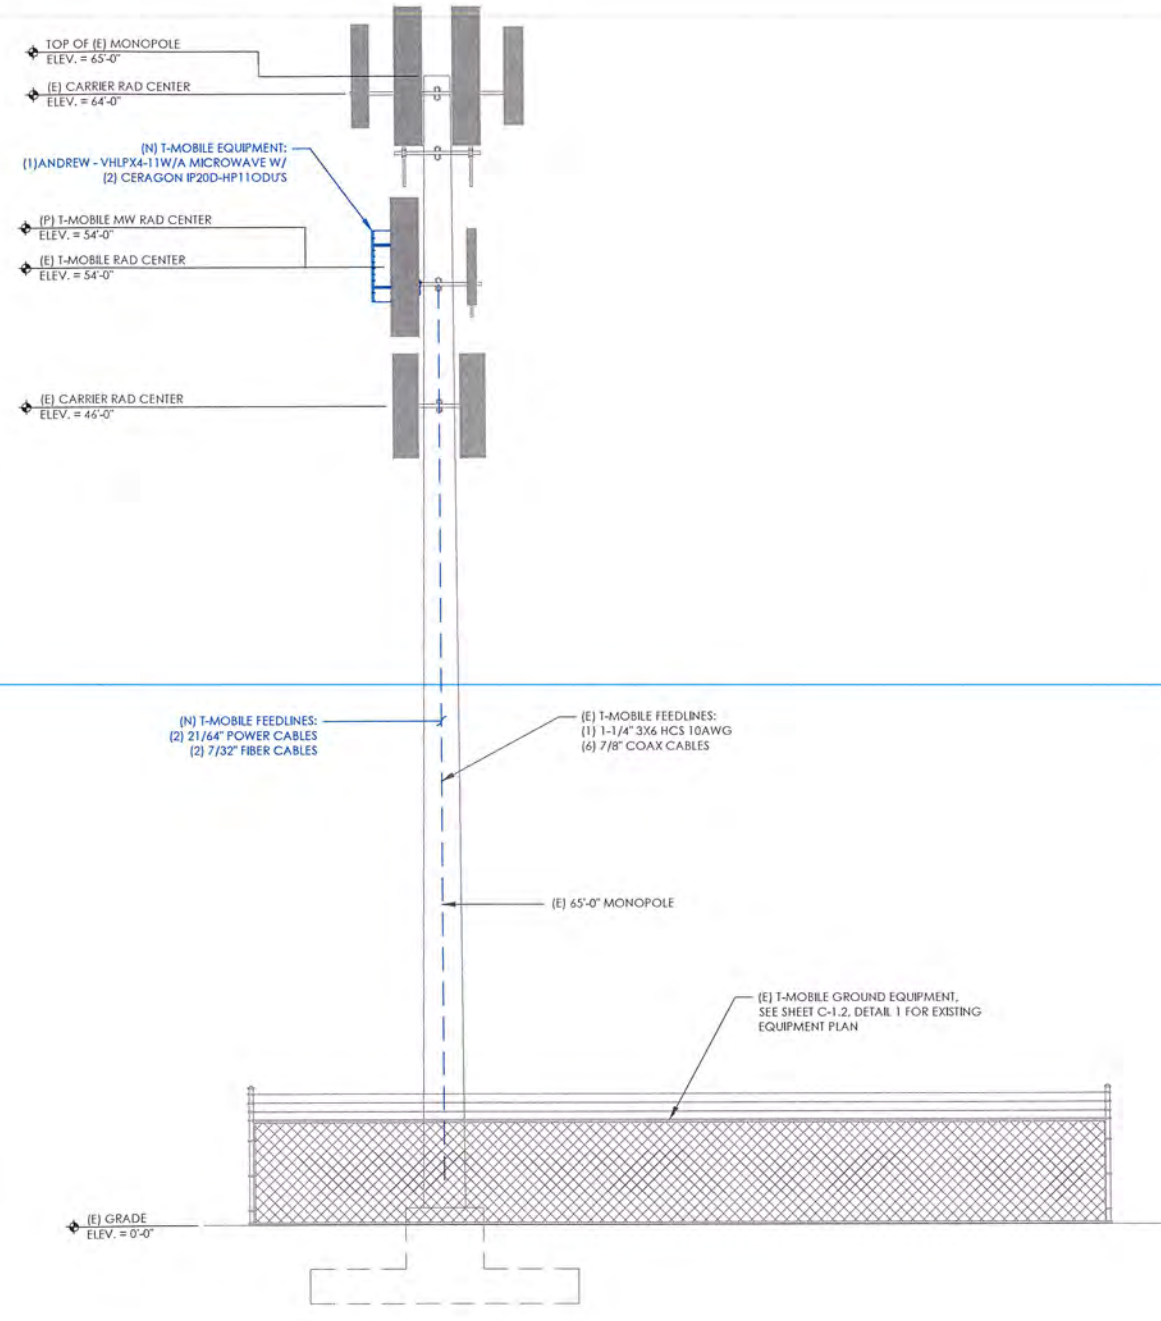 TOP OF (E) MONOPOLE
ELEV. = 65'-0"
(E) CARRIER RAD CENTER
ELEV. = 64'-0"
(N) T-MOBILE EQUIPMENT:
(1)ANDREW - VHLPX4-11W/A MICROWAVE W/
(2) CERAGON IP20D-HP11ODU'S
(P) T-MOBILE MW RAD CENTER
ELEV. = 54'-0"
(E) T-MOBILE RAD CENTER
ELEV. = 54'-0"
(E) CARRIER RAD CENTER
ELEV. = 46'-0"
(N) T-MOBILE FEEDLINES:
(2) 21/64" POWER CABLES
(2) 7/32" FIBER CABLES
(E) T-MOBILE FEEDLINES:
(1) 1-1/4" 3X6 HCS 10AWG
(6) 7/8" COAX CABLES
(E) 65'-0" MONOPOLE
(E) T-MOBILE GROUND EQUIPMENT,
SEE SHEET C-1.2, DETAIL 1 FOR EXISTING
EQUIPMENT PLAN
(E) GRADE
ELEV. = 0'-0"